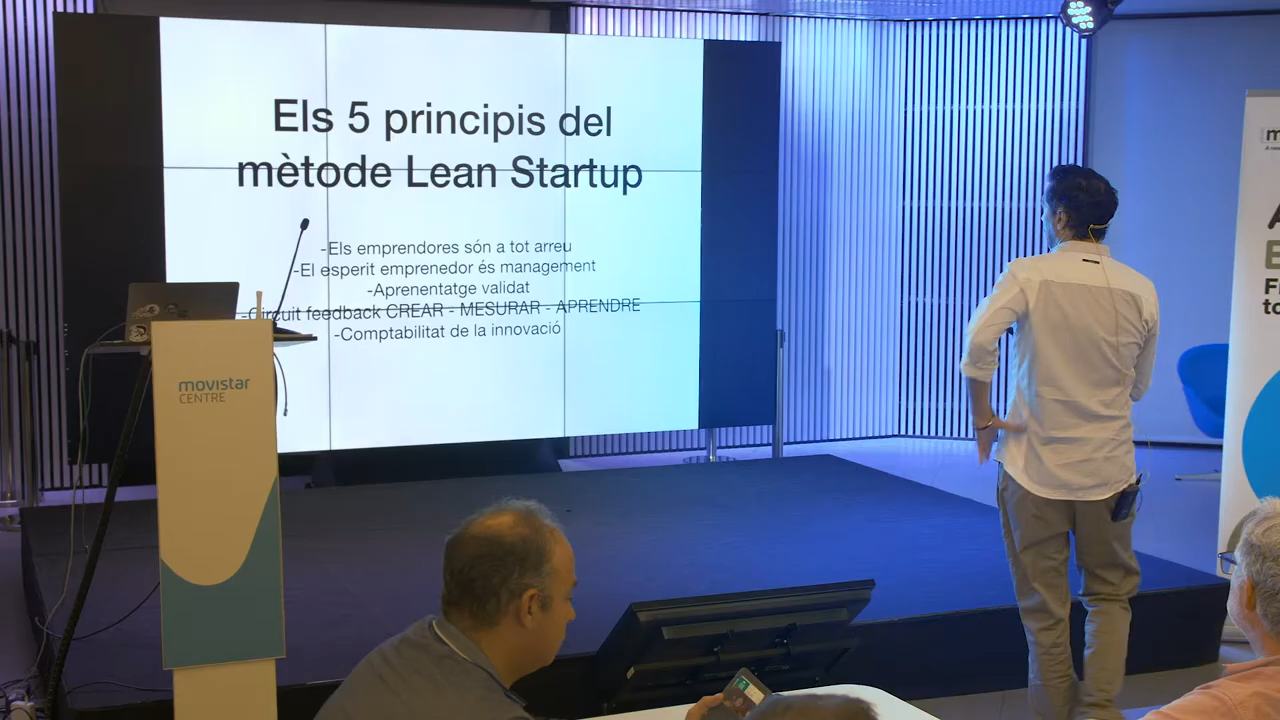 Els 5 principis del
mètode Lean Startup
-Els emprendores són a tot arreu
-El esperit emprenedor és management
-Aprenentatge validat
-Circuit feedback CREAR - MESURAR - APRENDRE
-Comptabilitat de la innovació
movistar
CENTRE